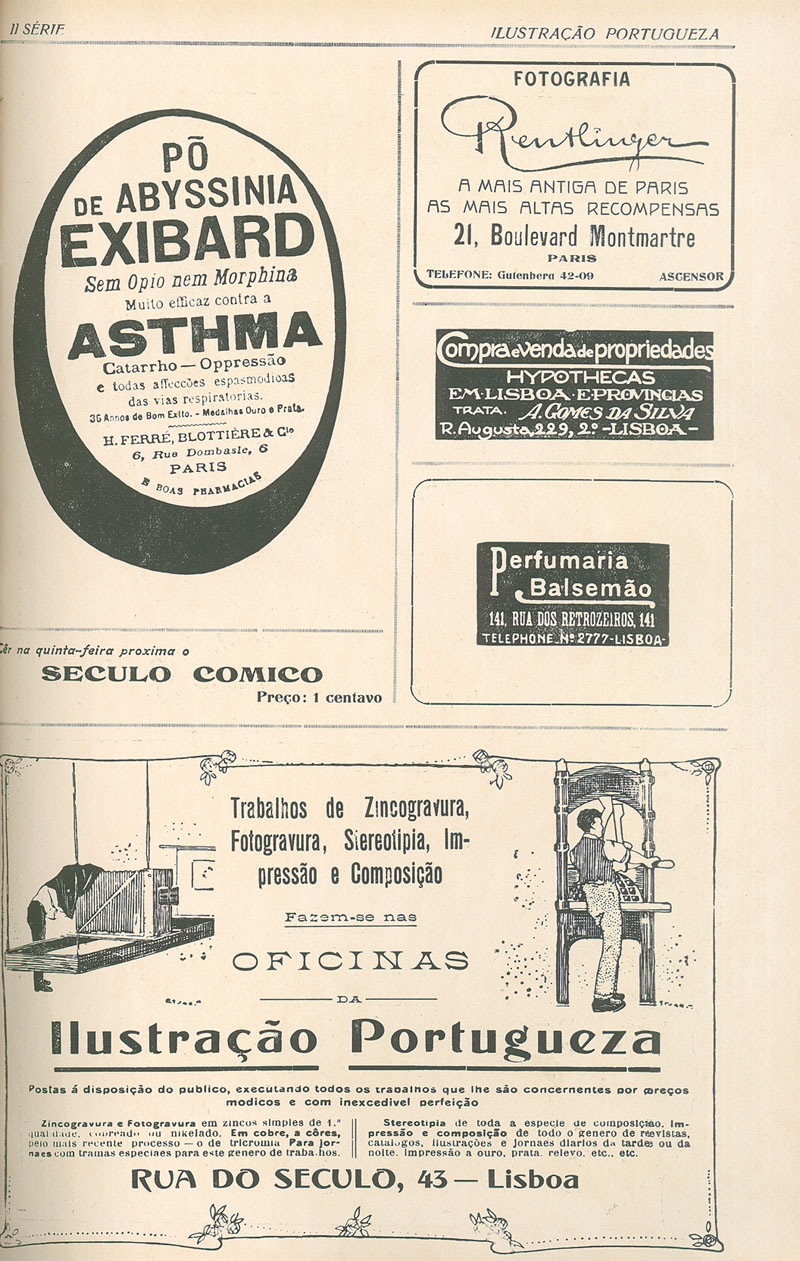 II SÉRIE
ILUSTRAÇÃO PORTUGUEZA
PÕ
DE ABYSSINIA
EXIBARD
Sem Opio nem Morphina
Muito efficaz contra a
ASTHMA
Catarrho — Oppressão
e todas affecções espasmodicas
das vias respiratorias.
36 Annos de Bom Exito. - Medalhas Ouro e Prata.
H. FERRÉ, BLOTTIÈRE & Cie
6, Rue Dombasle, 6
PARIS
E BOAS PHARMACIAS
FOTOGRAFIA
Reutlinger
A MAIS ANTIGA DE PARIS
AS MAIS ALTAS RECOMPENSAS
21, Boulevard Montmartre
PARIS
TELEFONE: Gutenberg 42-09 ASCENSOR
Compra e venda de propriedades
HYPOTHECAS
EM LISBOA E PROVINCIAS
TRATA. A. GOMES DA SILVA
R. Augusta, 229, 2º -LISBOA-
Perfumaria
Balsemão
141, RUA DOS RETROZEIROS, 141
TELEPHONE Nº 2777-LISBOA-
Lêr na quinta-feira proxima o
SECULO COMICO
Preço: 1 centavo
Trabalhos de Zincogravura,
Fotogravura, Stereotipia, Im-
pressão e Composição
Fazem-se nas
OFICINAS
DA
Ilustração Portugueza
Postas á disposição do publico, executando todos os trabalhos que lhe são concernentes por preços
modicos e com inexcedivel perfeição
Zincogravura e Fotogravura em zincos simples de 1.ª
qualidade, coureado ou nikelado. Em cobre, a côres,
pelo mais recente processo — o de tricromia Para jor-
naes com tramas especiaes para este genero de trabalhos.
Stereotipia de toda a especie de composição. Im-
pressão e composição de todo o genero de revistas,
catalogos, ilustrações e jornaes diarios da tarde ou da
noite. Impressão a ouro, prata, relevo, etc., etc.
RUA DO SECULO, 43 — Lisboa